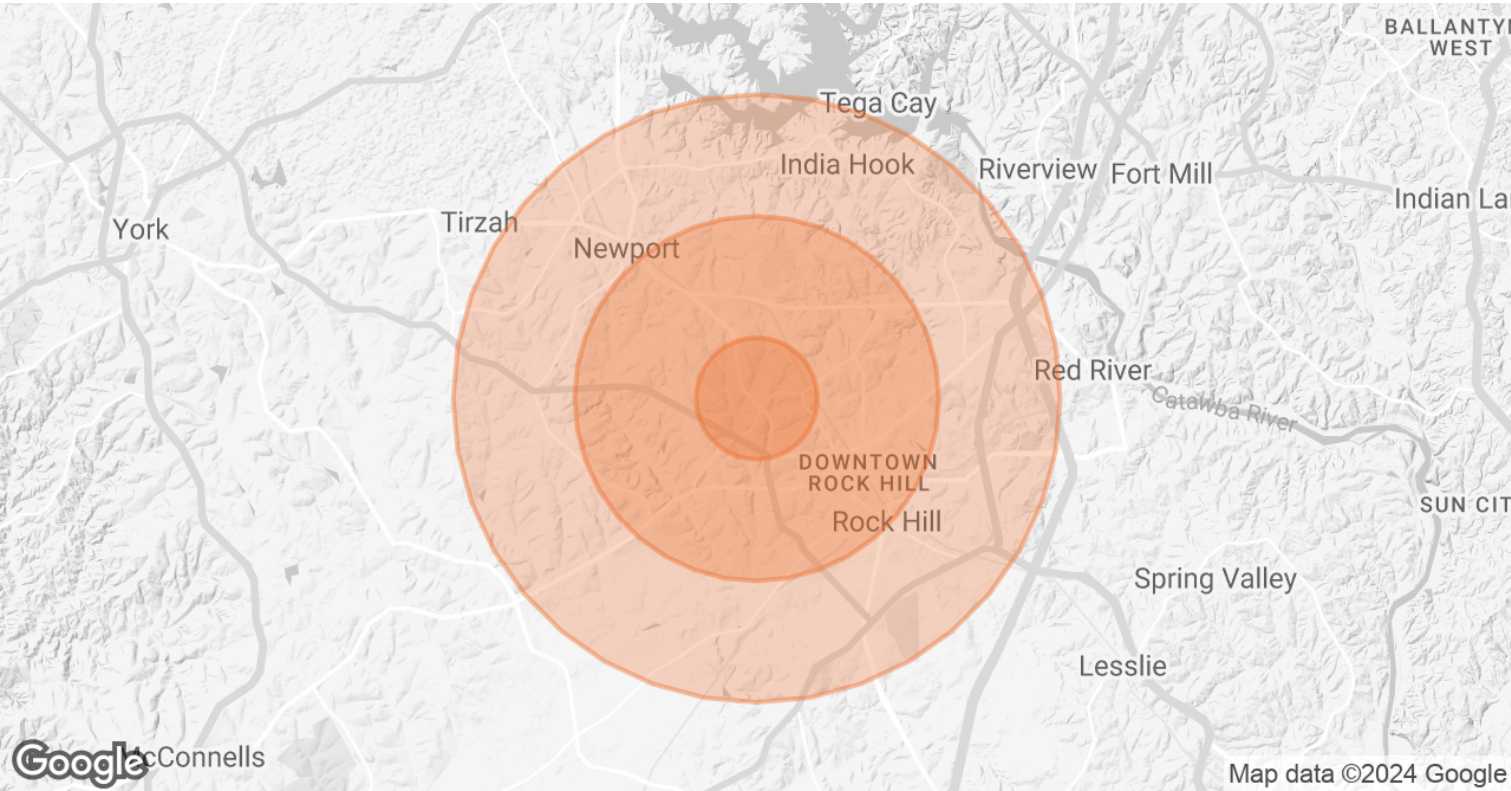 BALLANTY
WEST
Tega Cay
India Hook
Riverview
Fort Mill
Indian La
York
Tirzah
Newport
Red River
Catawba River
DOWNTOWN
ROCK HILL
SUN CIT
Rock Hill
Spring Valley
Lesslie
McConnells
Google
Map data ©2024 Google